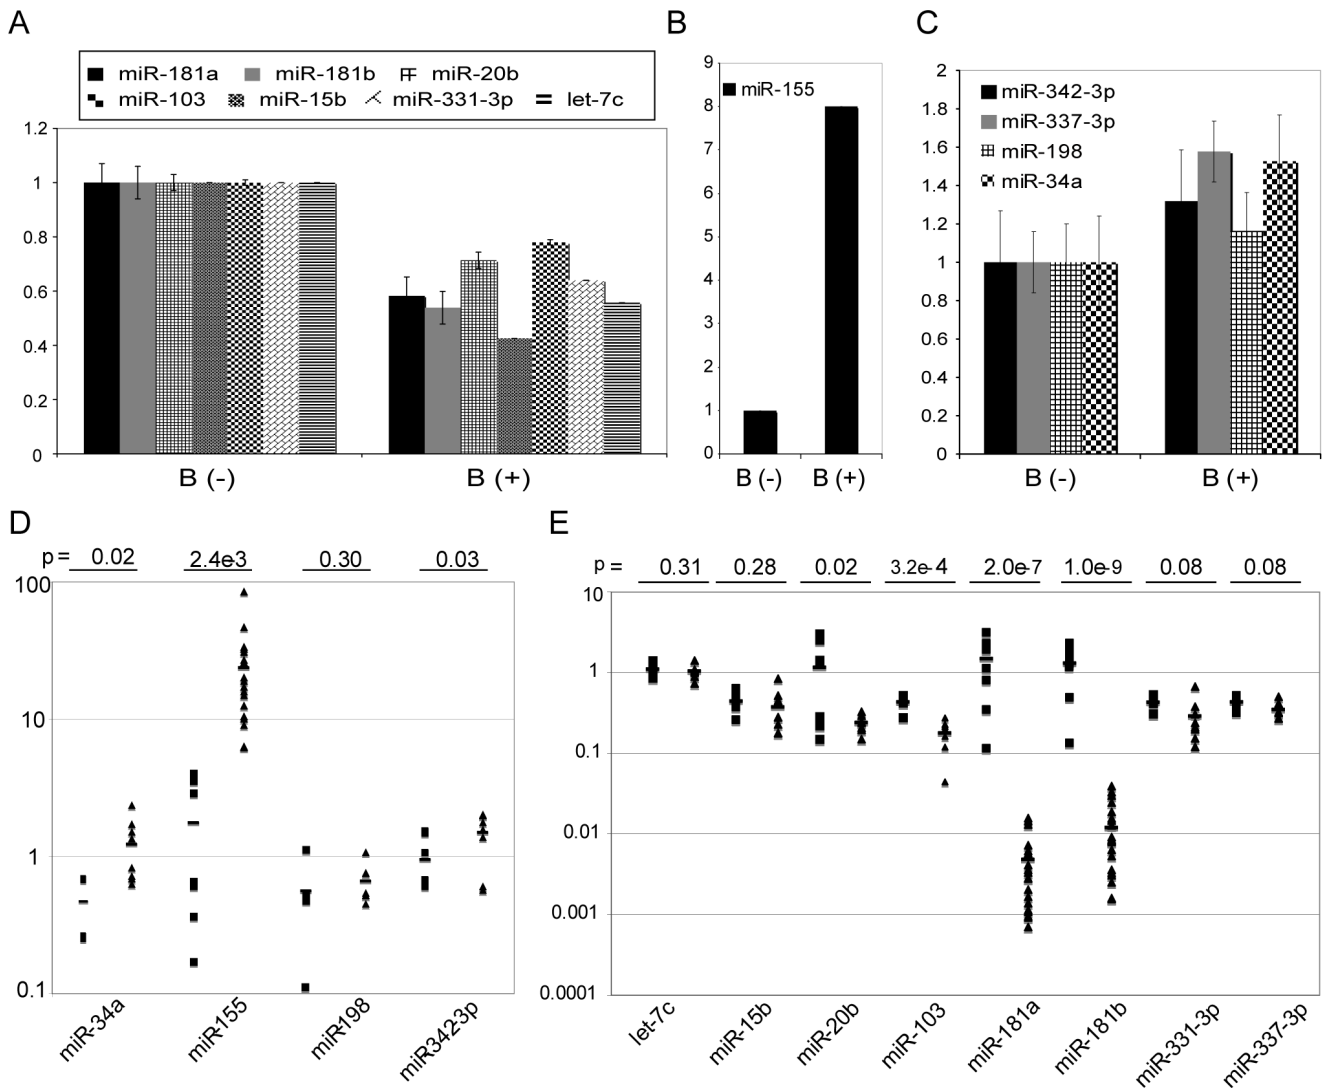 A
miR-181a miR-181b miR-20b
miR-103 miR-15b miR-331-3p let-7c
1.2
1
0.8
0.6
0.4
0.2
0
B (-) B (+)
B
9
8
7
6
5
4
3
2
1
0
miR-155
B (-) B (+)
C
2
1.8
1.6
1.4
1.2
1
0.8
0.6
0.4
0.2
0
miR-342-3p
miR-337-3p
miR-198
miR-34a
B (-) B (+)
D
p = 0.02 2.4e-3 0.30 0.03
100
10
1
0.1
miR-34a miR155 miR198 miR342-3p
E
p = 0.31 0.28 0.02 3.2e-4 2.0e-7 1.0e-9 0.08 0.08
10
1
0.1
0.01
0.001
0.0001
let-7c miR-15b miR-20b miR-103 miR-181a miR-181b miR-331-3p miR-337-3p